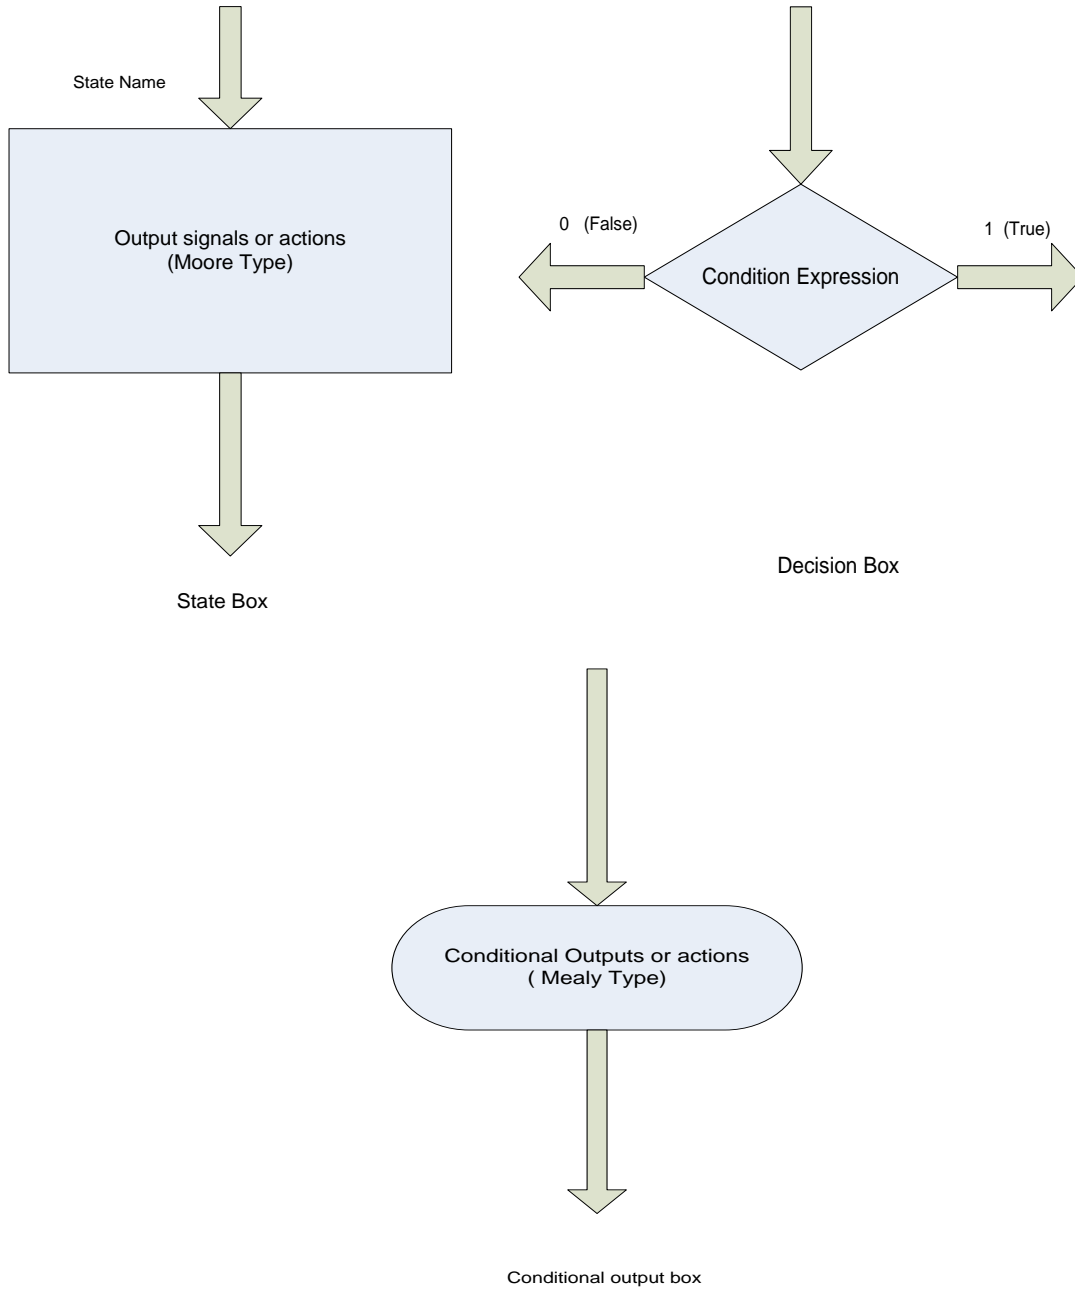 State Name
Output signals or actions
(Moore Type)
State Box
0 (False)
1 (True)
Condition Expression
Decision Box
Conditional Outputs or actions
( Mealy Type)
Conditional output box